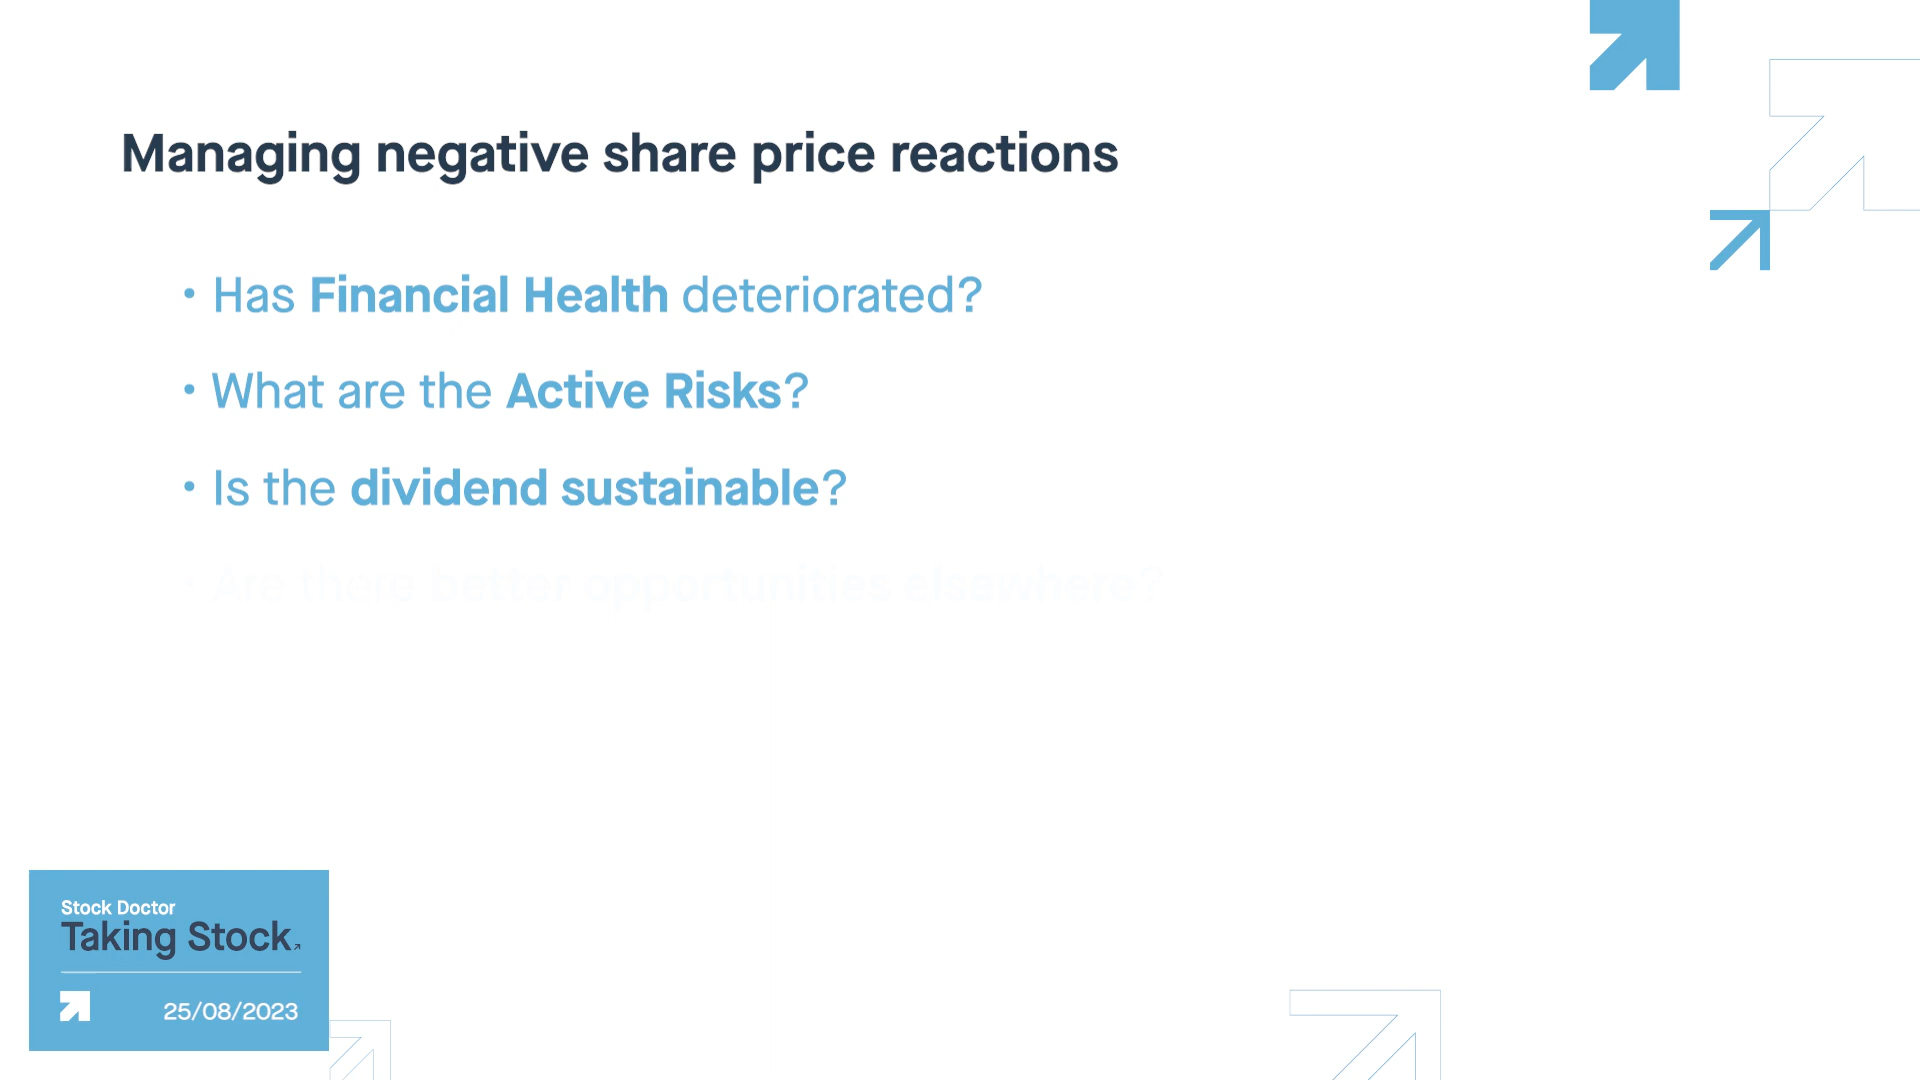 Managing negative share price reactions
• Has Financial Health deteriorated?
• What are the Active Risks?
• Is the dividend sustainable?
• Are there better opportunities elsewhere?
Stock Doctor
Taking Stock
25/08/2023